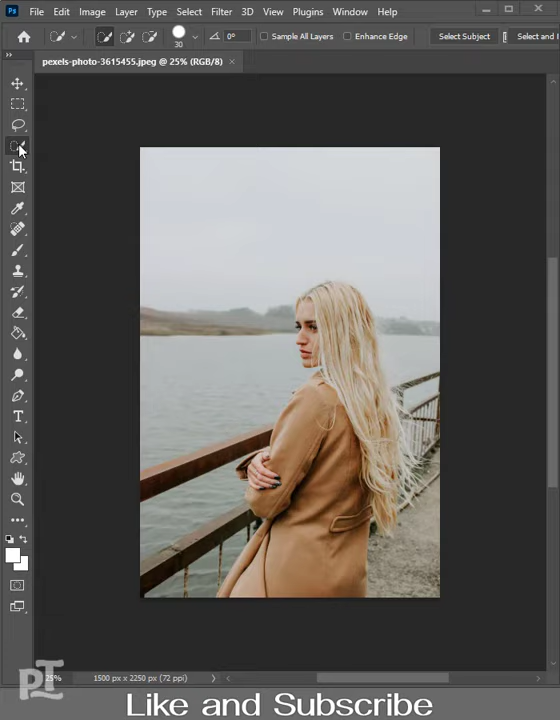 Ps File Edit Image Layer Type Select Filter 3D View Plugins Window Help
30 0° Sample All Layers Enhance Edge Select Subject Select and
pexels-photo-3615455.jpeg @ 25% (RGB/8) ×
T
25% 1500 px x 2250 px (72 ppi)
PT
Like and Subscribe